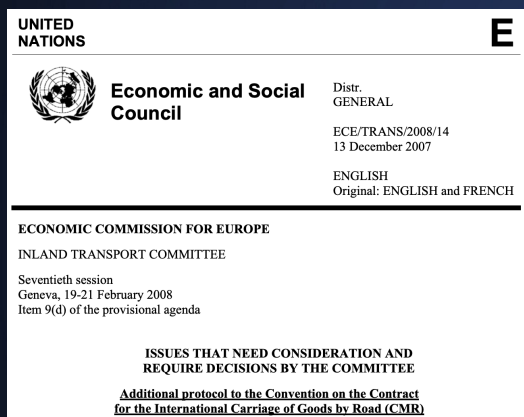 UNITED
NATIONS
E
Economic and Social
Council
Distr.
GENERAL
ECE/TRANS/2008/14
13 December 2007
ENGLISH
Original: ENGLISH and FRENCH
ECONOMIC COMMISSION FOR EUROPE
INLAND TRANSPORT COMMITTEE
Seventieth session
Geneva, 19-21 February 2008
Item 9(d) of the provisional agenda
ISSUES THAT NEED CONSIDERATION AND
REQUIRE DECISIONS BY THE COMMITTEE
Additional protocol to the Convention on the Contract
for the International Carriage of Goods by Road (CMR)